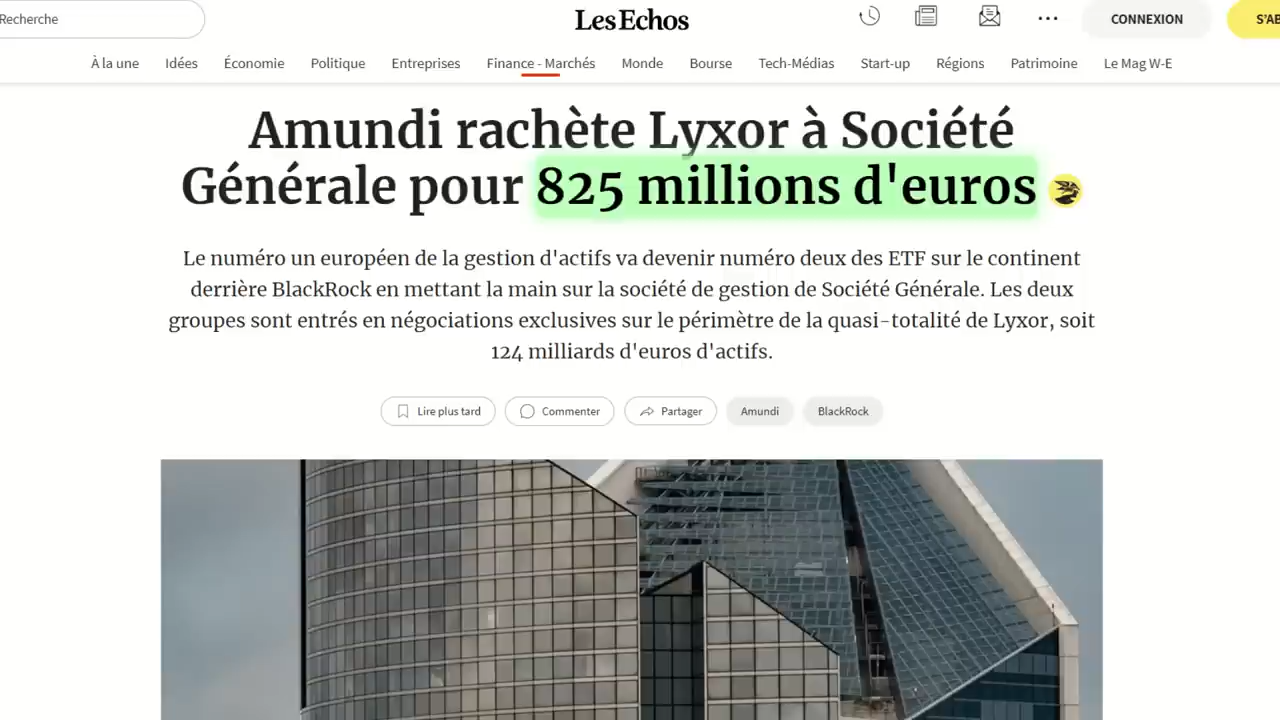 Recherche
Les Echos
CONNEXION
À la une Idées Économie Politique Entreprises Finance - Marchés Monde Bourse Tech-Médias Start-up Régions Patrimoine Le Mag W-E
Amundi rachète Lyxor à Société
Générale pour 825 millions d'euros
Le numéro un européen de la gestion d'actifs va devenir numéro deux des ETF sur le continent
derrière BlackRock en mettant la main sur la société de gestion de Société Générale. Les deux
groupes sont entrés en négociations exclusives sur le périmètre de la quasi-totalité de Lyxor, soit
124 milliards d'euros d'actifs.
Lire plus tard Commenter Partager Amundi BlackRock